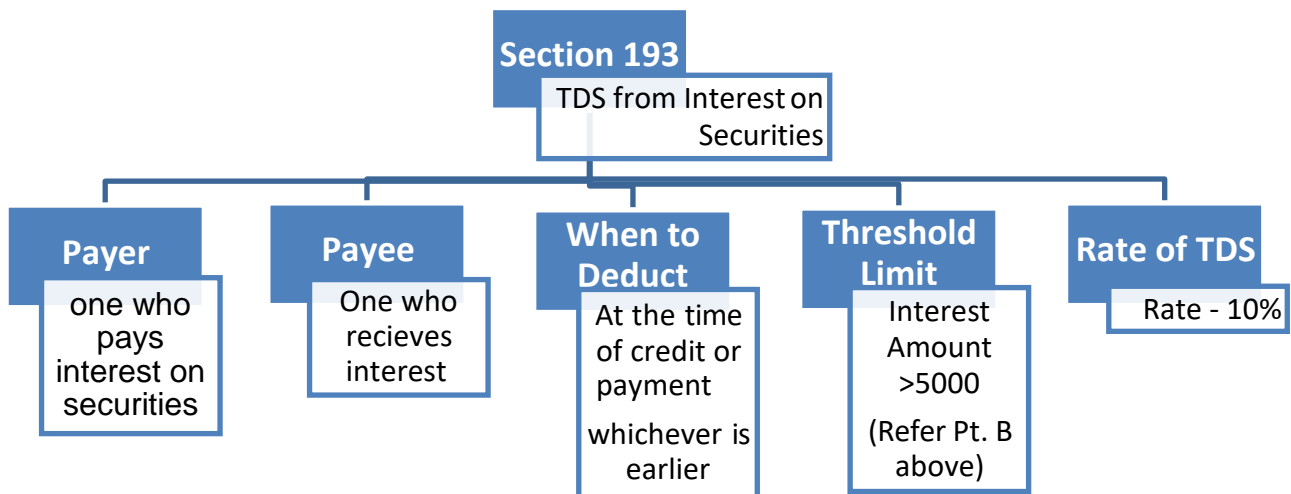 Section 193
TDS from Interest on
Securities
Payer
one who
pays
interest on
securities
Payee
One who
recieves
interest
When to
Deduct
At the time
of credit or
payment
whichever is
earlier
Threshold
Limit
Interest
Amount
>5000
(Refer Pt. B
above)
Rate of TDS
Rate - 10%